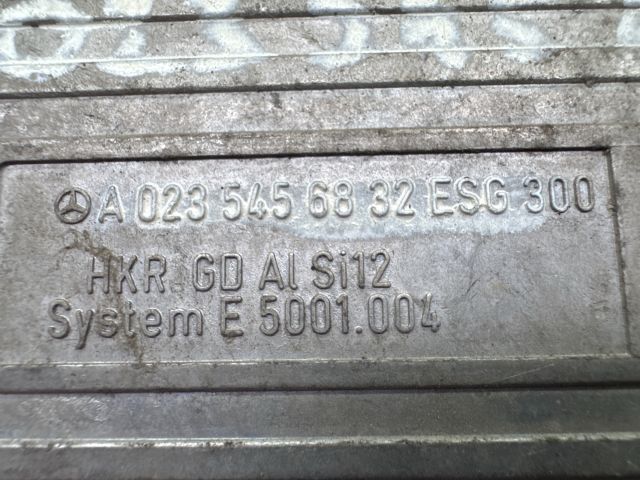 A 023 545 68 32 ESG 300
HKR GD Al Si12
System E 5001.004